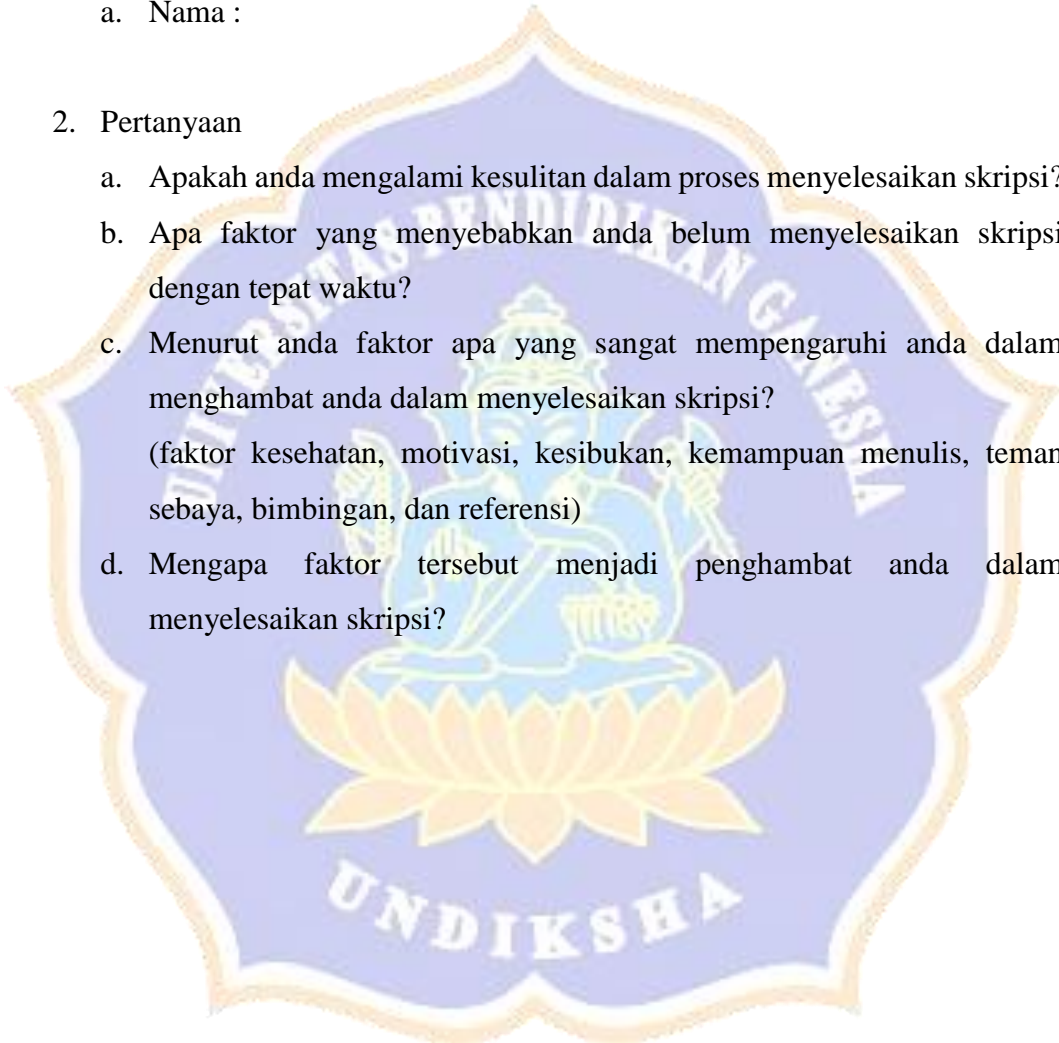 a. Nama :
2. Pertanyaan
a. Apakah anda mengalami kesulitan dalam proses menyelesaikan skripsi?
b. Apa faktor yang menyebabkan anda belum menyelesaikan skripsi
dengan tepat waktu?
c. Menurut anda faktor apa yang sangat mempengaruhi anda dalam
menghambat anda dalam menyelesaikan skripsi?
(faktor kesehatan, motivasi, kesibukan, kemampuan menulis, teman
sebaya, bimbingan, dan referensi)
d. Mengapa faktor tersebut menjadi penghambat anda dalam
menyelesaikan skripsi?
UNIVERSITAS PENDIDIKAN GANESHA
UNDIKSHA